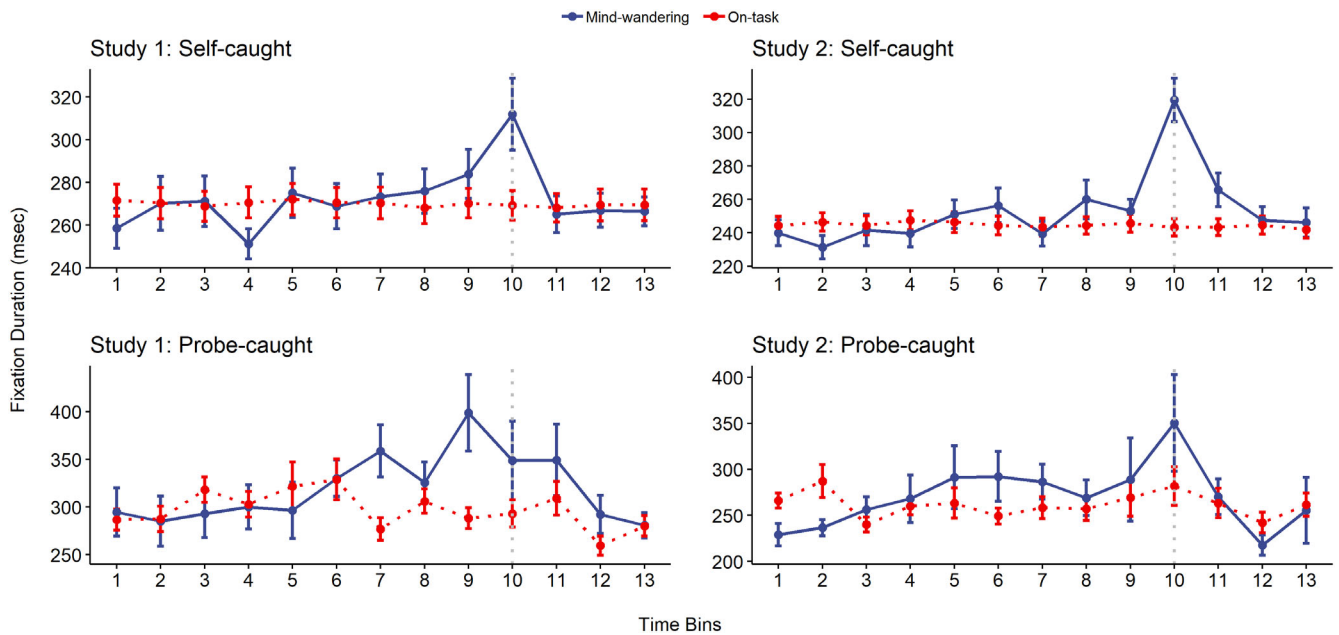 Mind-wandering On-task
Study 1: Self-caught
320
300
280
260
240
1 2 3 4 5 6 7 8 9 10 11 12 13
Study 2: Self-caught
320
300
280
260
240
220
1 2 3 4 5 6 7 8 9 10 11 12 13
Fixation Duration (msec)
Study 1: Probe-caught
400
350
300
250
1 2 3 4 5 6 7 8 9 10 11 12 13
Study 2: Probe-caught
400
350
300
250
200
1 2 3 4 5 6 7 8 9 10 11 12 13
Time Bins